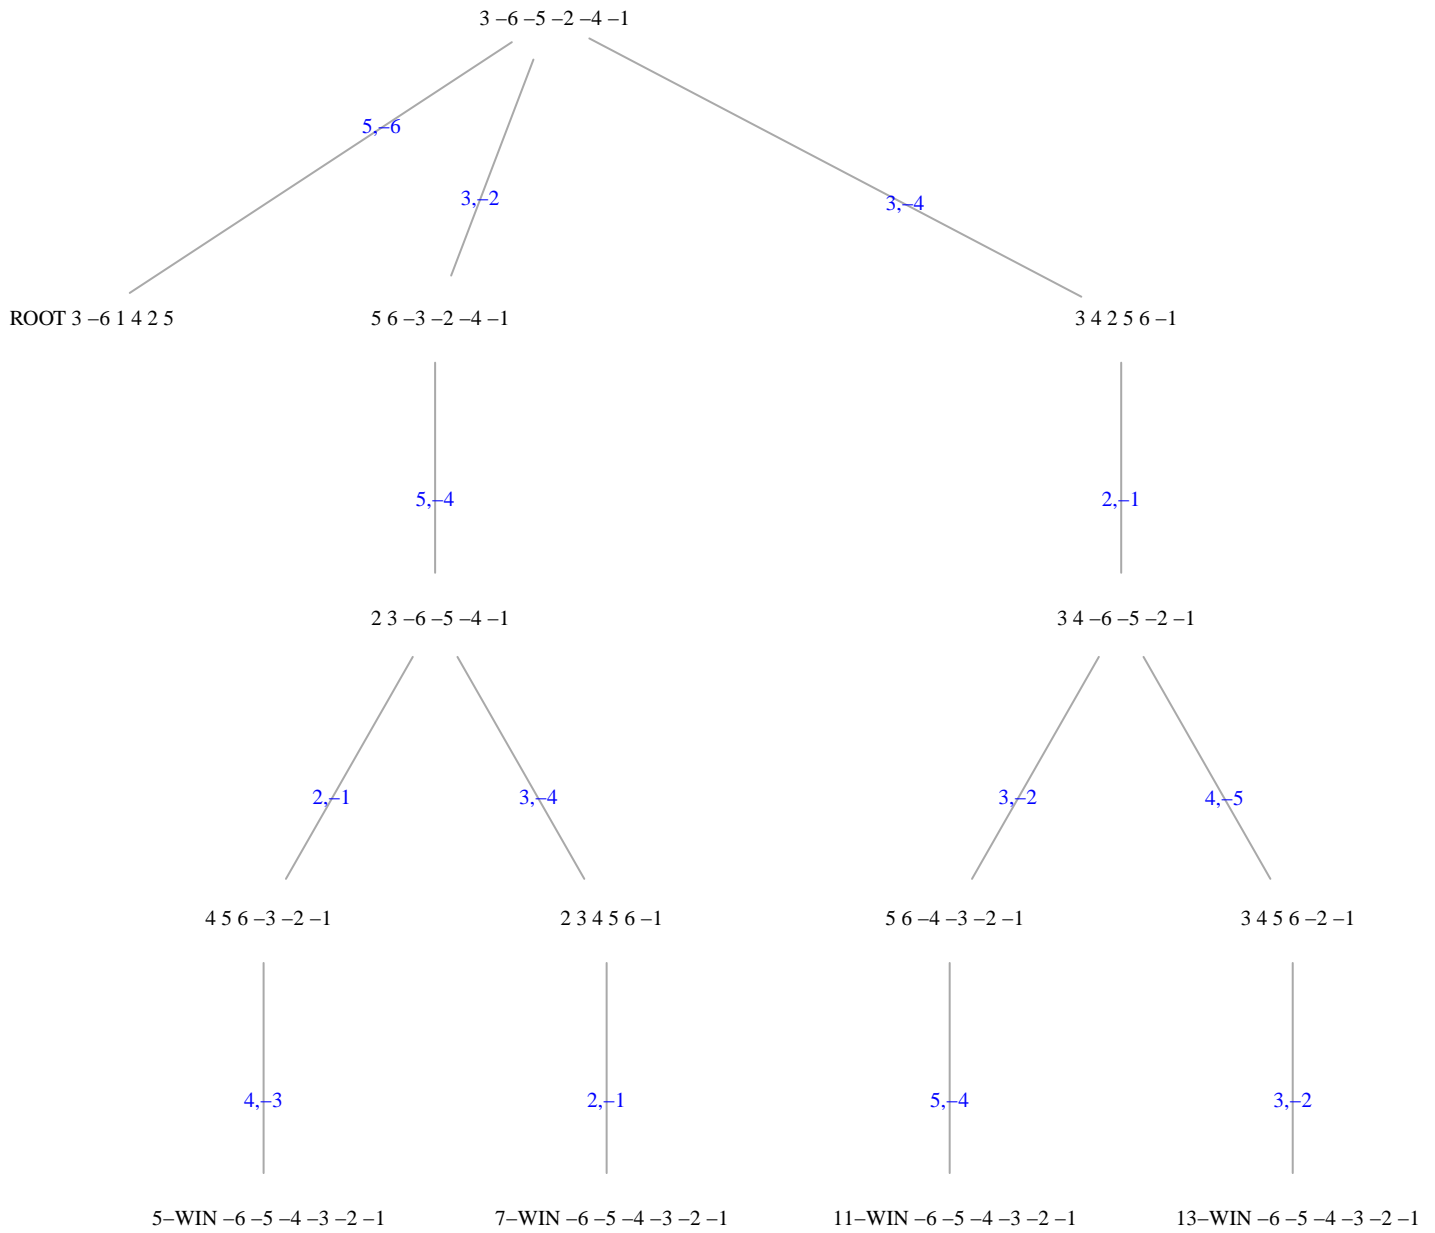 3 –6 –5 –2 –4 –1
5,–6
3,–2
3,–4
ROOT 3 –6 1 4 2 5
5 6 –3 –2 –4 –1
3 4 2 5 6 –1
5,–4
2,–1
2 3 –6 –5 –4 –1
3 4 –6 –5 –2 –1
2,–1
3,–4
3,–2
4,–5
4 5 6 –3 –2 –1
2 3 4 5 6 –1
5 6 –4 –3 –2 –1
3 4 5 6 –2 –1
4,–3
2,–1
5,–4
3,–2
5–WIN –6 –5 –4 –3 –2 –1
7–WIN –6 –5 –4 –3 –2 –1
11–WIN –6 –5 –4 –3 –2 –1
13–WIN –6 –5 –4 –3 –2 –1